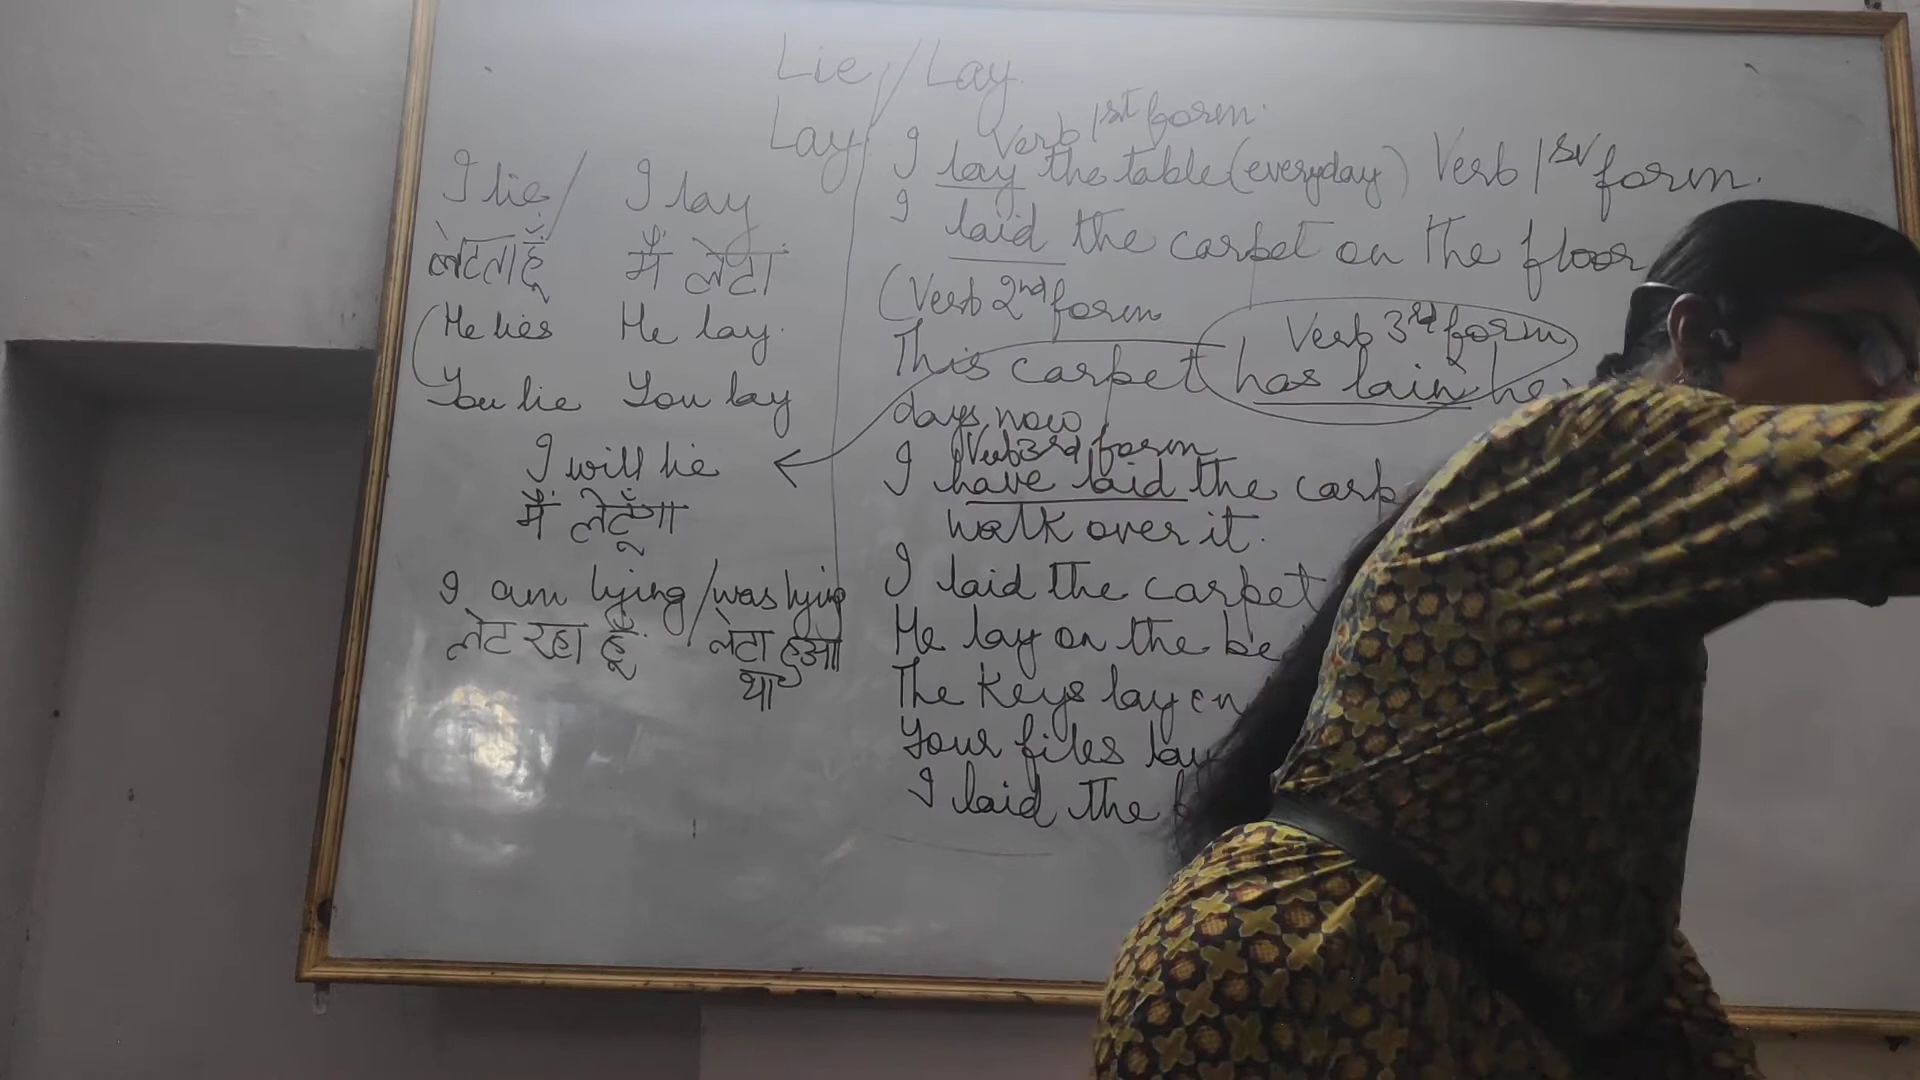 Lie / Lay
Lay
I lie / I lay
लेटता हूँ मैं लेटा
He lies He lay.
You lie You lay
I will lie
मैं लेटूँगा
I am lying / was lying
लेट रहा हूँ / लेटा हुआ
था
Verb 1st form.
I lay the table (everyday) Verb 1st form.
I laid the carpet on the floor
(Verb 2nd form
Verb 3rd form
This carpet has lain
days now
Verb 3rd form
I have laid the
walk over it.
I laid the carpet
He lay on the
The keys lay on
Your files lay
I laid the